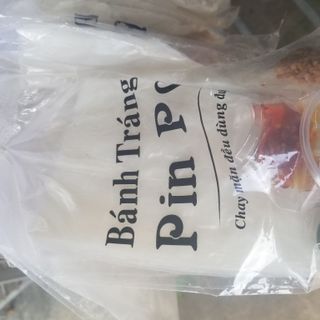 Bánh Tráng
Pin
Chay mặn đều dùng